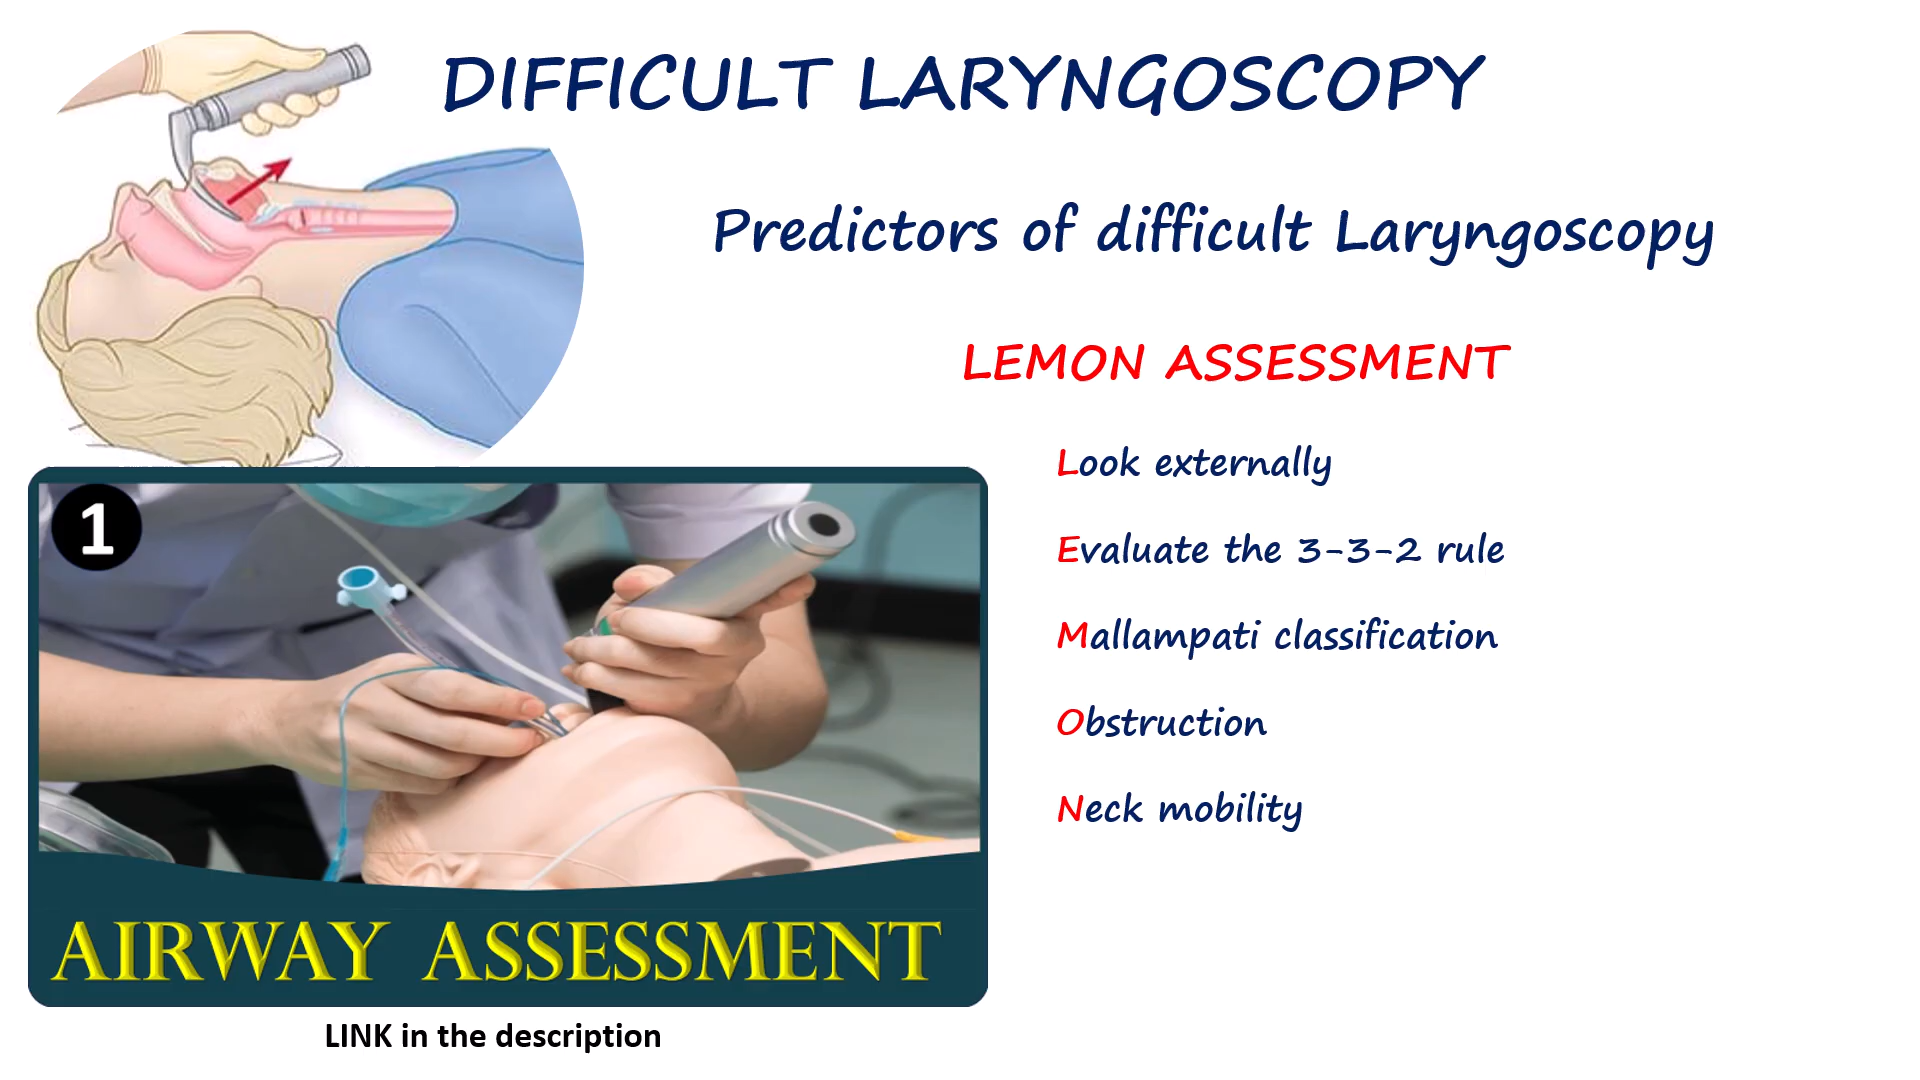 DIFFICULT LARYNGOSCOPY
Predictors of difficult Laryngoscopy
LEMON ASSESSMENT
Look externally
Evaluate the 3-3-2 rule
Mallampati classification
Obstruction
Neck mobility
1
AIRWAY ASSESSMENT
LINK in the description